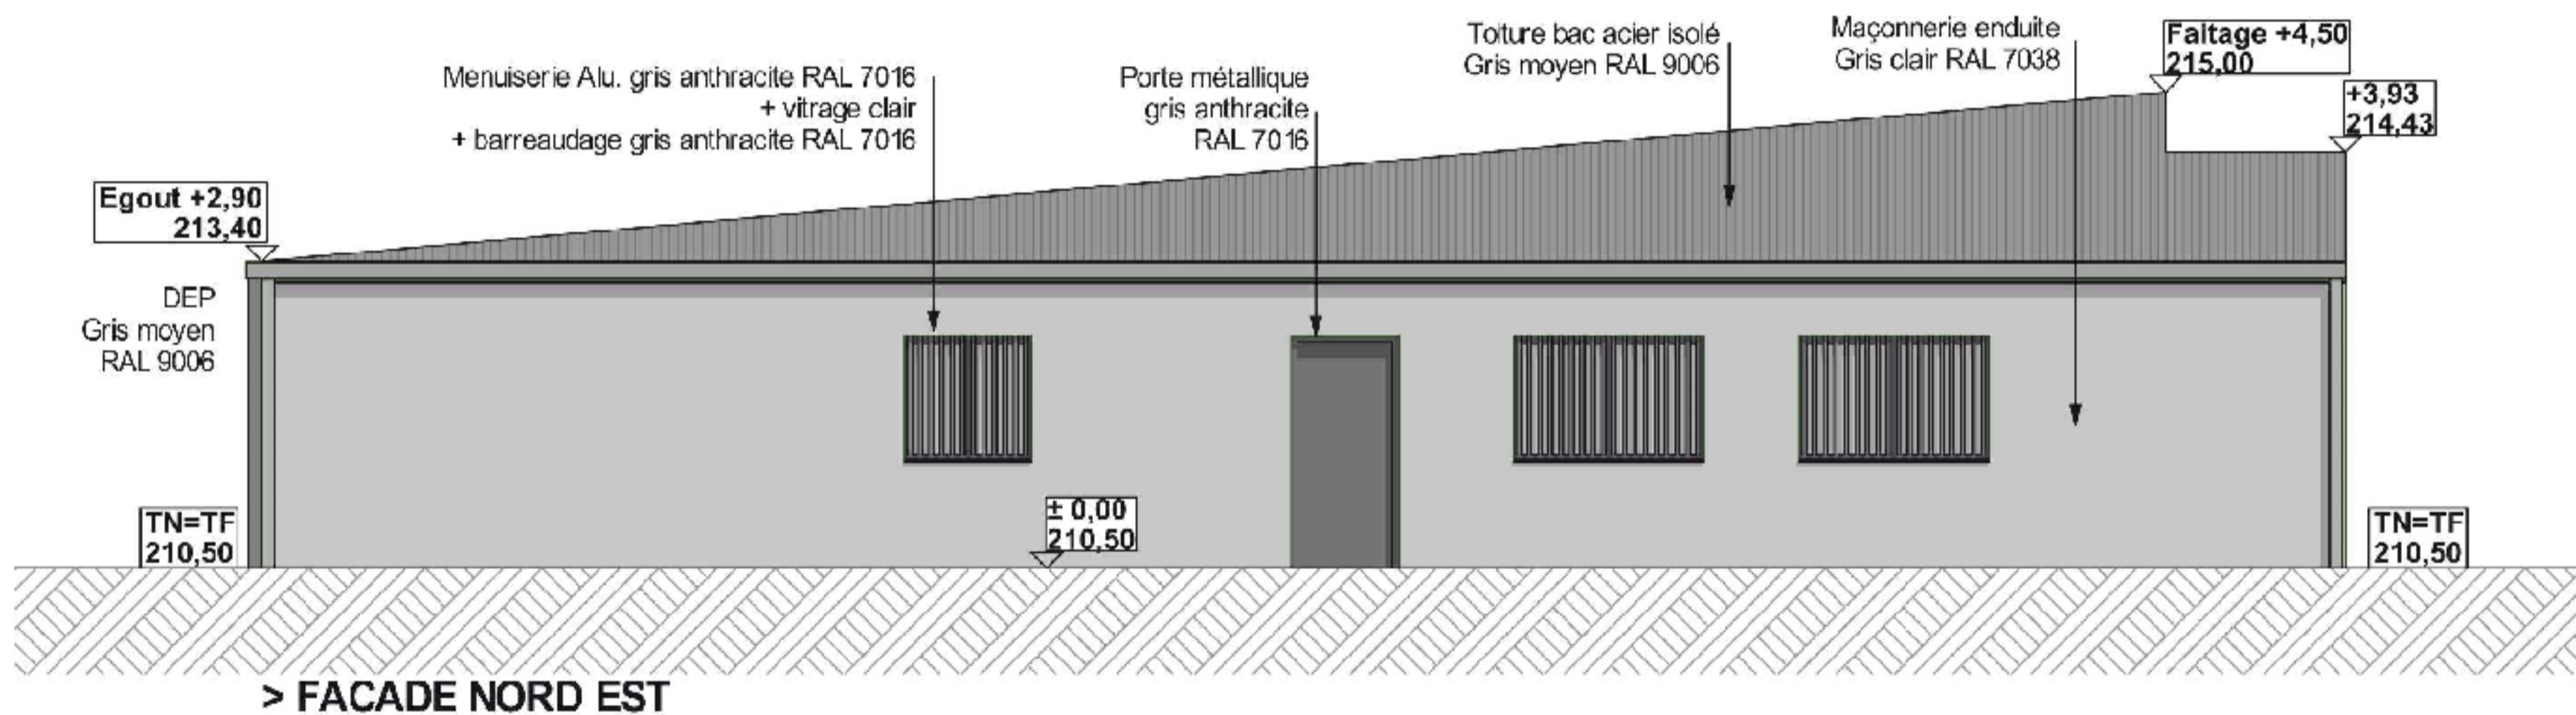 Menuiserie Alu. gris anthracite RAL 7016
+ vitrage clair
+ barreaudage gris anthracite RAL 7016
Porte métallique
gris anthracite
RAL 7016
Toiture bac acier isolé
Gris moyen RAL 9006
Maçonnerie enduite
Gris clair RAL 7038
Faîtage +4,50
215,00
+3,93
214,43
Egout +2,90
213,40
DEP
Gris moyen
RAL 9006
TN=TF
210,50
± 0,00
210,50
TN=TF
210,50
> FACADE NORD EST